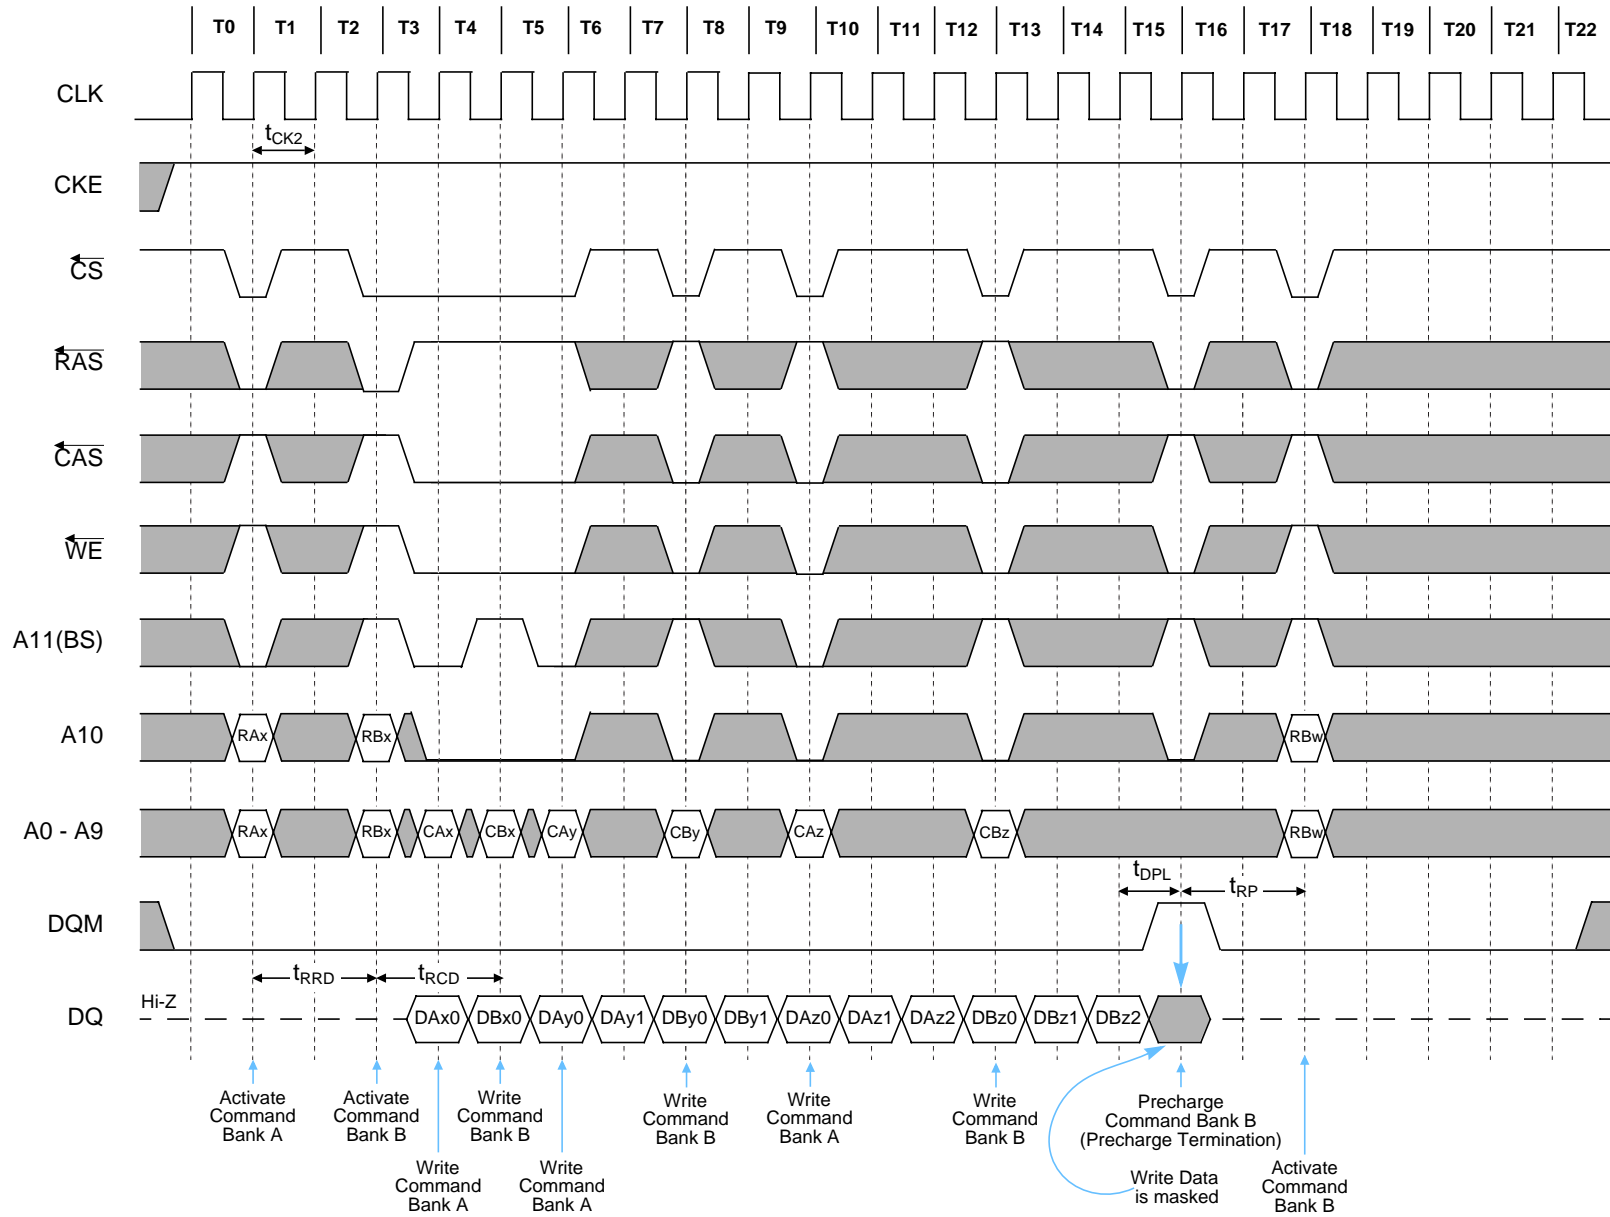 T0 T1 T2 T3 T4 T5 T6 T7 T8 T9 T10 T11 T12 T13 T14 T15 T16 T17 T18 T19 T20 T21 T22
CLK
tCK2
CKE
CS
RAS
CAS
WE
A11(BS)
A10
RAx RBx RBw
A0 - A9
RAx RBx CAx CBx CAy CBy CAz CBz RBw
tDPL tRP
DQM
tRRD tRCD
Hi-Z
DQ
DAx0 DBx0 DAy0 DAy1 DBy0 DBy1 DAz0 DAz1 DAz2 DBz0 DBz1 DBz2
Activate
Command
Bank A
Activate
Command
Bank B
Write
Command
Bank B
Write
Command
Bank B
Write
Command
Bank A
Write
Command
Bank B
Precharge
Command Bank B
(Precharge Termination)
Write
Command
Bank A
Write
Command
Bank A
Write Data
is masked
Activate
Command
Bank B